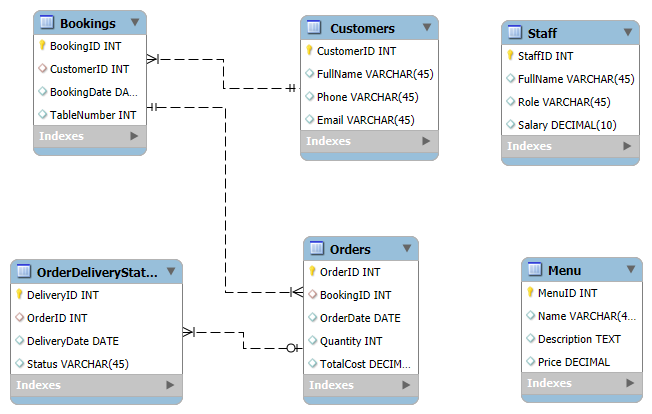 Bookings
BookingID INT
CustomerID INT
BookingDate DA...
TableNumber INT
Indexes
Customers
CustomerID INT
FullName VARCHAR(45)
Phone VARCHAR(45)
Email VARCHAR(45)
Indexes
Staff
StaffID INT
FullName VARCHAR(45)
Role VARCHAR(45)
Salary DECIMAL(10)
Indexes
OrderDeliveryStat...
DeliveryID INT
OrderID INT
DeliveryDate DATE
Status VARCHAR(45)
Indexes
Orders
OrderID INT
BookingID INT
OrderDate DATE
Quantity INT
TotalCost DECIM...
Indexes
Menu
MenuID INT
Name VARCHAR(4...
Description TEXT
Price DECIMAL
Indexes